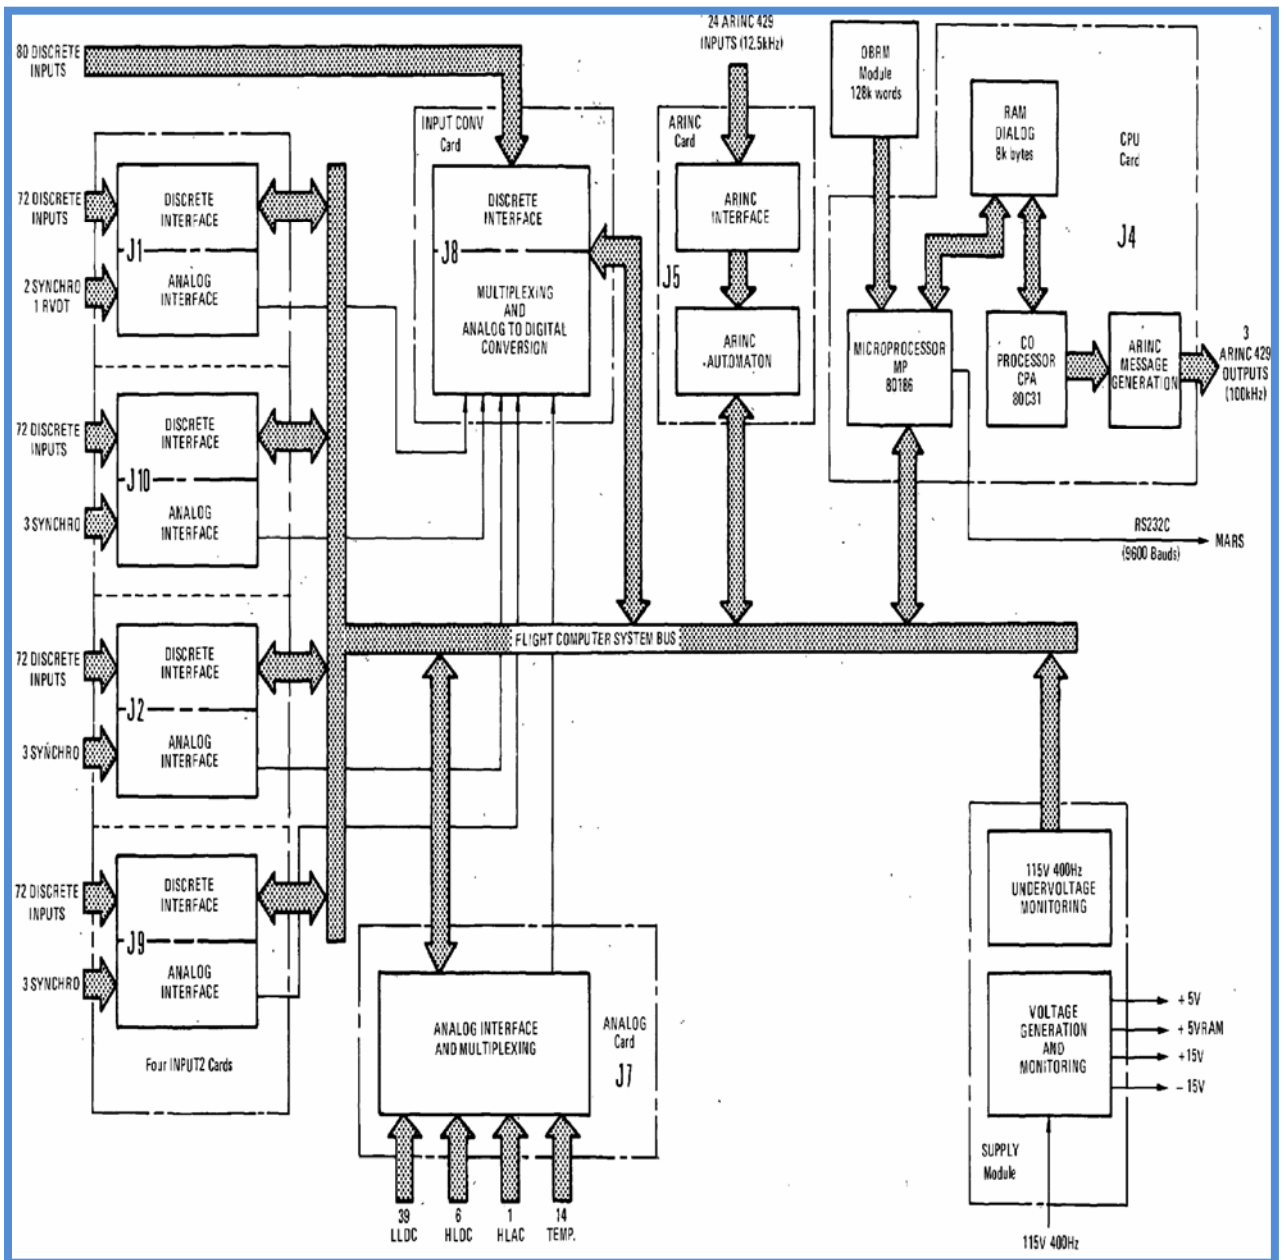 80 DISCRETE
INPUTS
24 ARINC 429
INPUTS (12.5kHz)
OBRM
Module
128k words
RAM
DIALOG
8k bytes
CPU
Card
J4
INPUT CONV
Card
DISCRETE
INTERFACE
J8
MULTIPLEXING
AND
ANALOG TO DIGITAL
CONVERSION
ARINC
Card
ARINC
INTERFACE
J5
ARINC
AUTOMATON
MICROPROCESSOR
MP
80186
CO
PROCESSOR
CPA
80C31
ARINC
MESSAGE
GENERATION
3
ARINC 429
OUTPUTS
(100kHz)
RS232C
(9600 Bauds)
MARS
72 DISCRETE
INPUTS
DISCRETE
INTERFACE
J1
2 SYNCHRO
1 RVDT
ANALOG
INTERFACE
72 DISCRETE
INPUTS
DISCRETE
INTERFACE
J10
3 SYNCHRO
ANALOG
INTERFACE
72 DISCRETE
INPUTS
DISCRETE
INTERFACE
J2
3 SYNCHRO
ANALOG
INTERFACE
72 DISCRETE
INPUTS
DISCRETE
INTERFACE
J9
3 SYNCHRO
ANALOG
INTERFACE
Four INPUT2 Cards
FLIGHT COMPUTER SYSTEM BUS
ANALOG INTERFACE
AND MULTIPLEXING
ANALOG
Card
J7
39
LLDC
6
HLDC
1
HLAC
14
TEMP.
115V 400Hz
UNDERVOLTAGE
MONITORING
VOLTAGE
GENERATION
AND
MONITORING
+ 5V
+ 5VRAM
+15V
- 15V
SUPPLY
Module
115V 400Hz